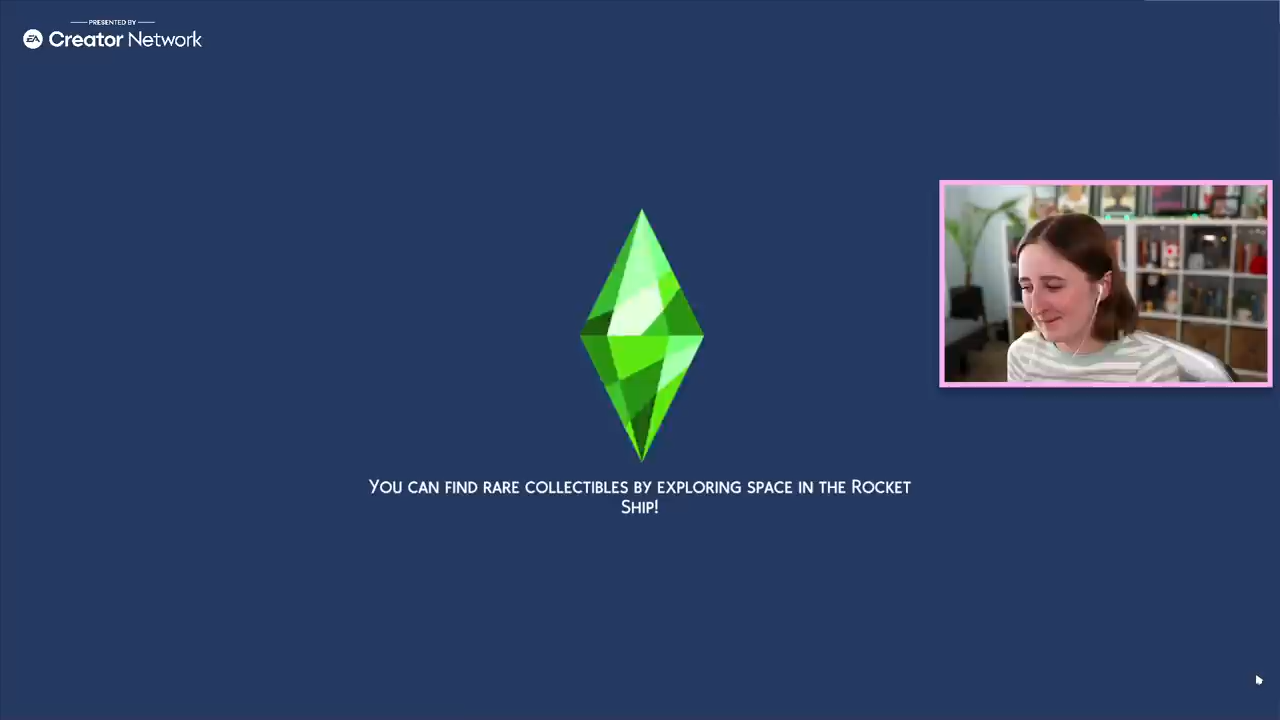 PRESENTED BY
EA Creator Network
You can find rare collectibles by exploring space in the Rocket
Ship!